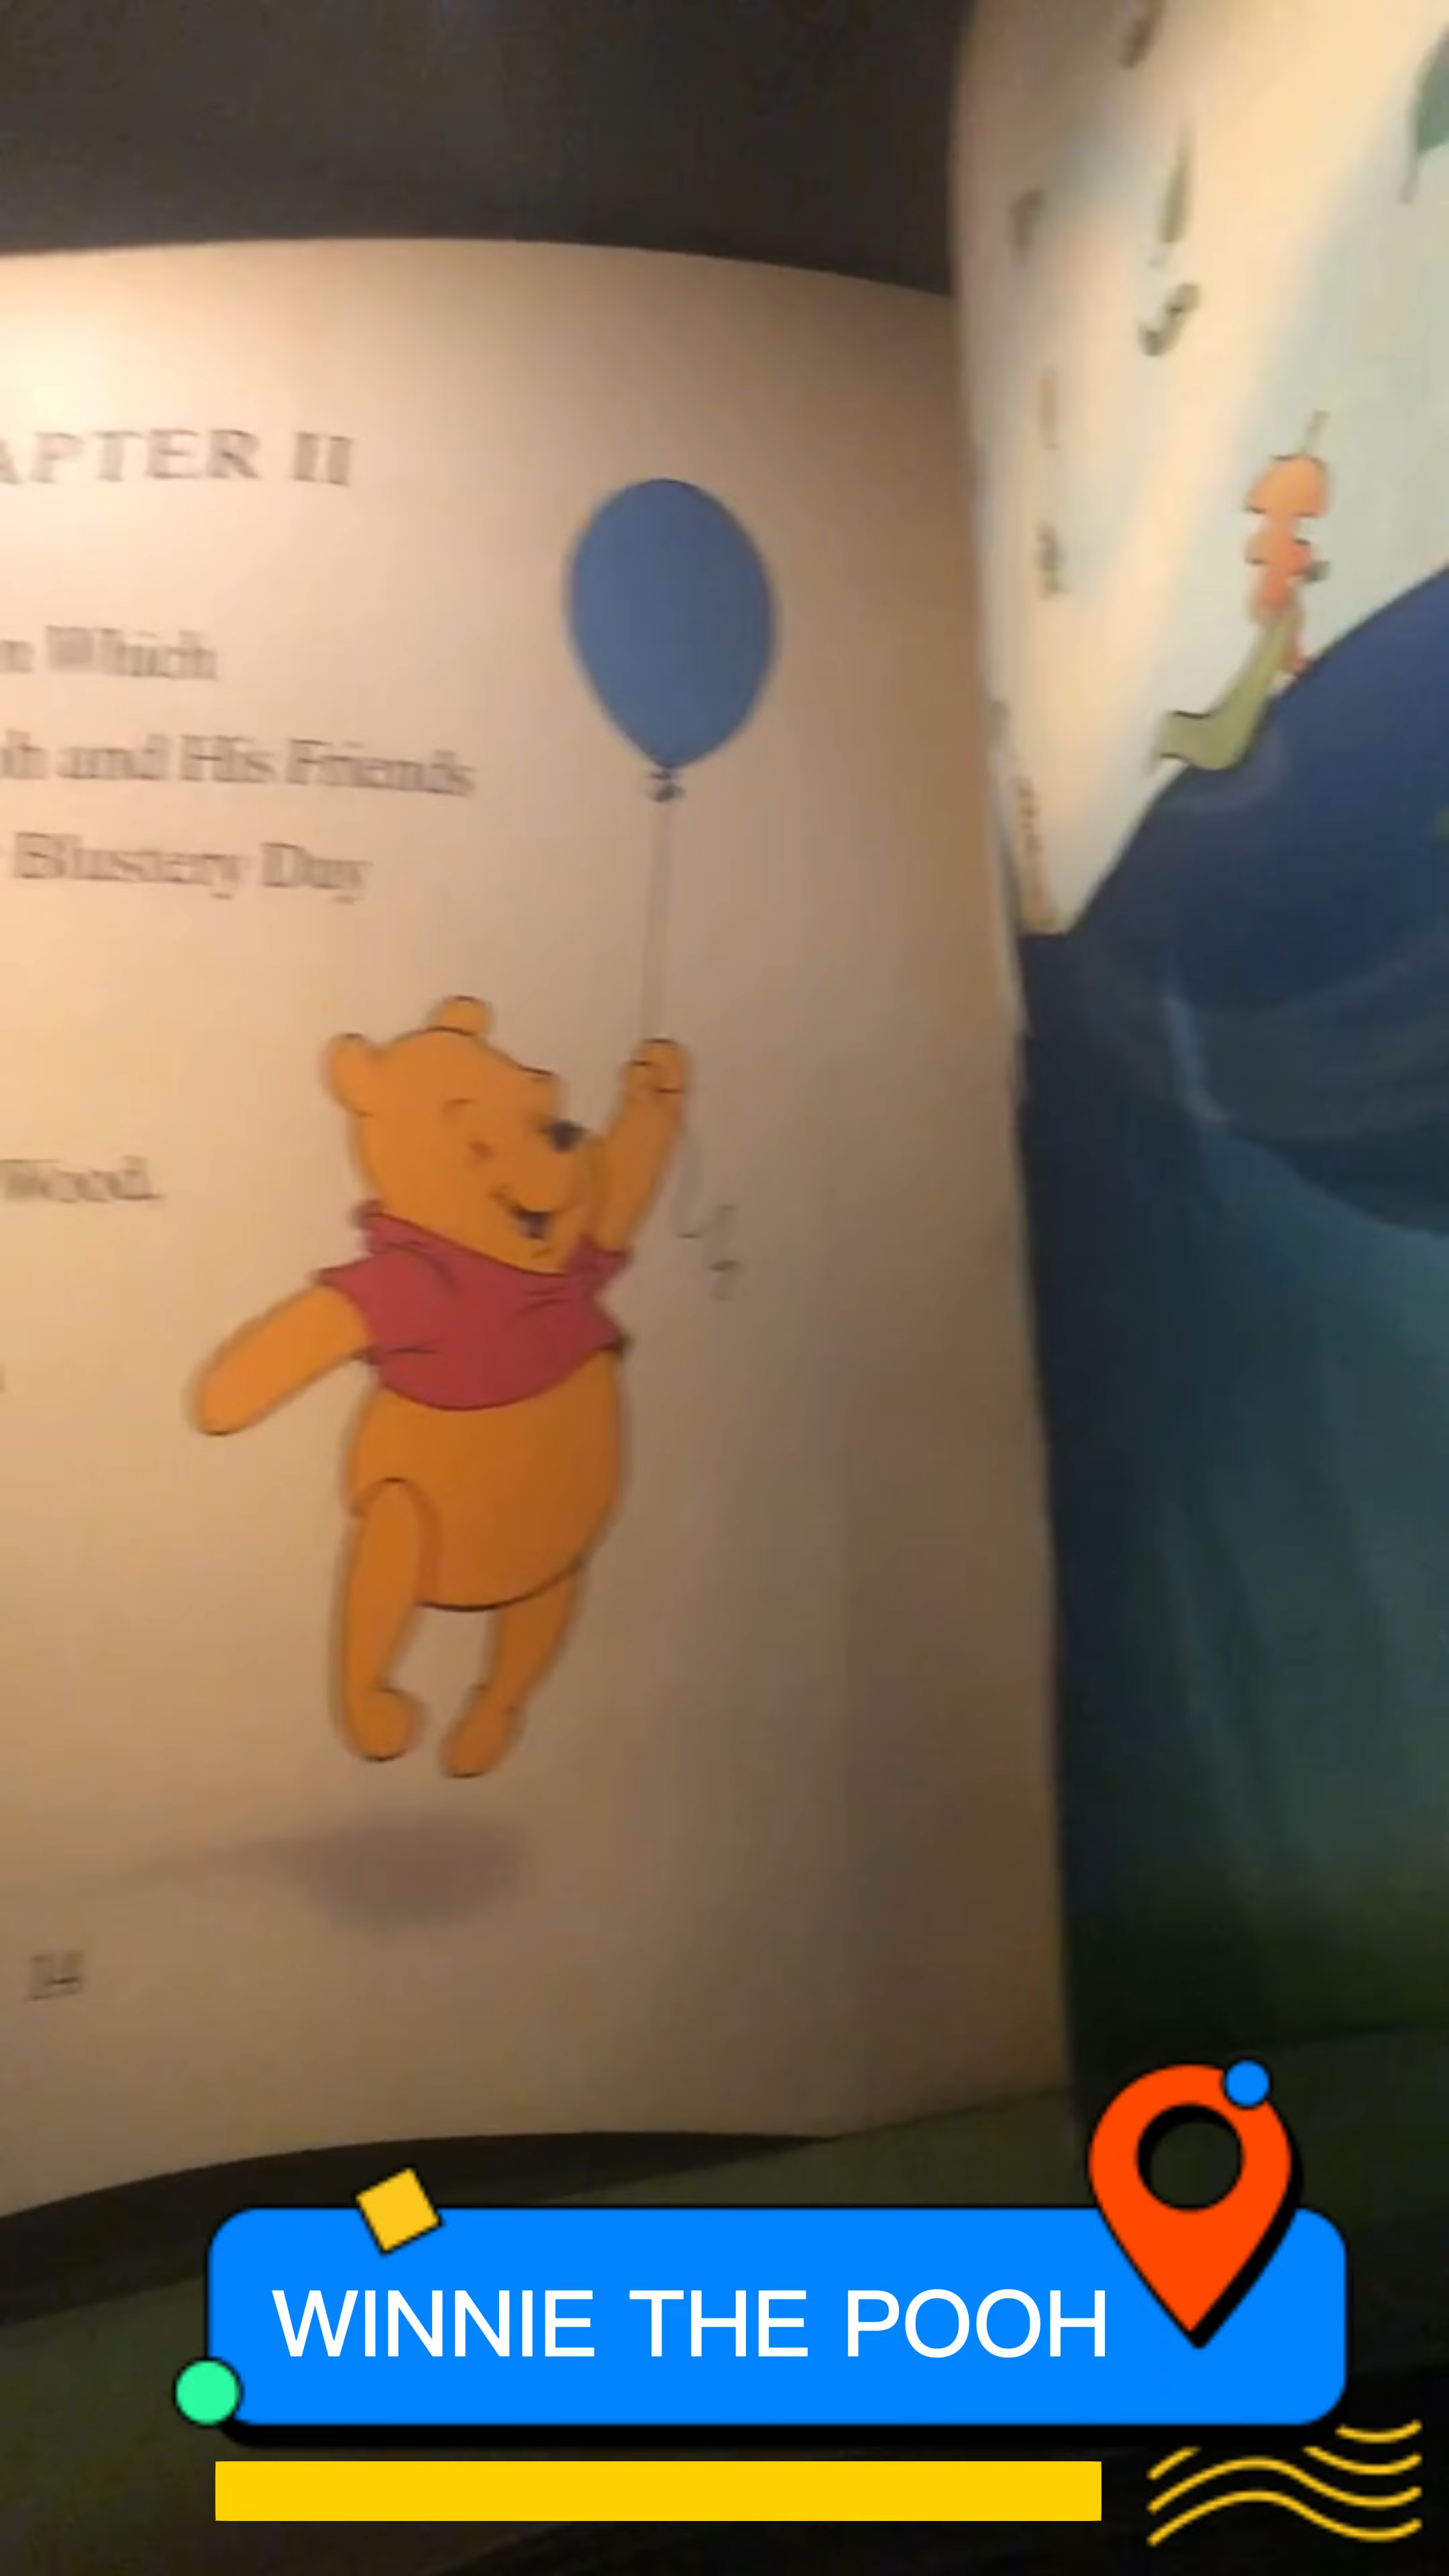 APTER II
Which
and His Friends
Blustery Day
Wood.
14
WINNIE THE POOH